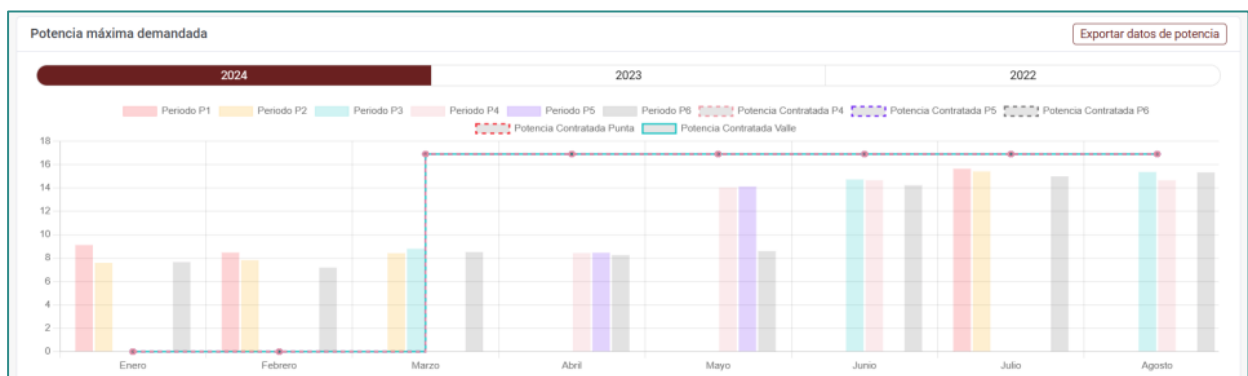 Potencia máxima demandada Exportar datos de potencia
2024 2023 2022
Periodo P1 Periodo P2 Periodo P3 Periodo P4 Periodo P5 Periodo P6 Potencia Contratada P4 Potencia Contratada P5 Potencia Contratada P6
Potencia Contratada Punta Potencia Contratada Valle
18
16
14
12
10
8
6
4
2
0
Enero Febrero Marzo Abril Mayo Junio Julio Agosto